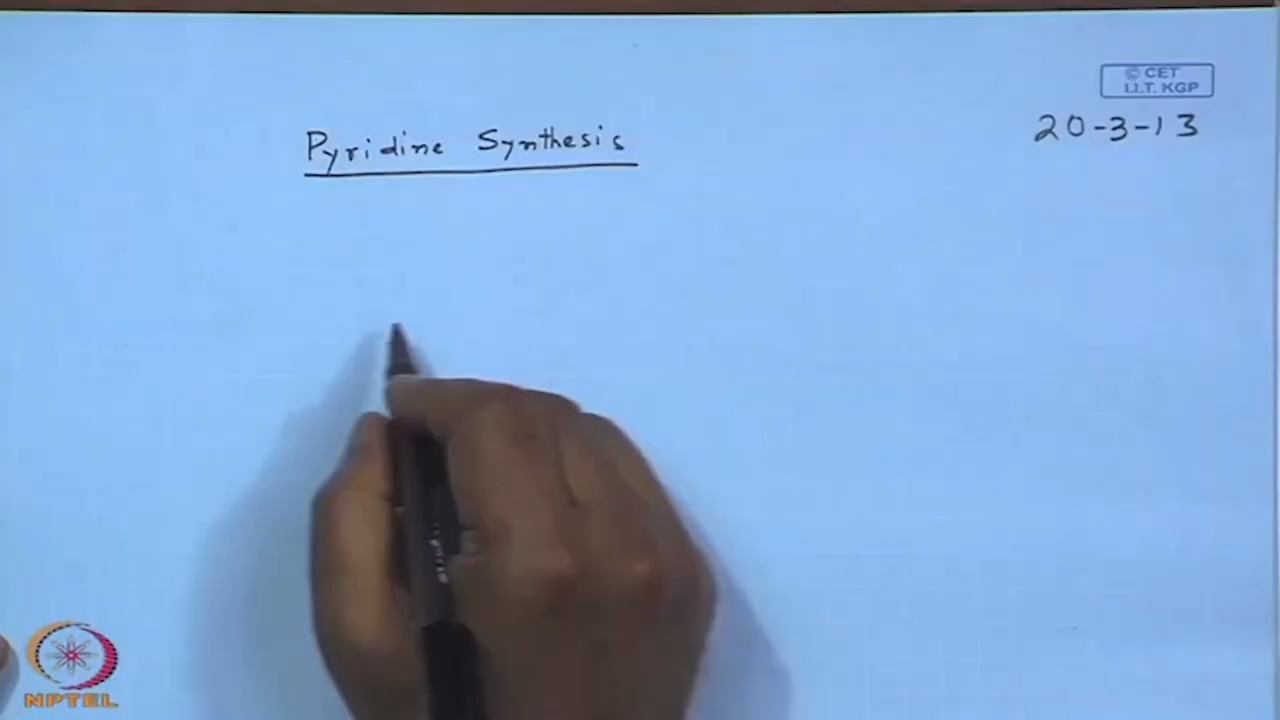 © CET
I.I.T. KGP
Pyridine Synthesis
20-3-13
NPTEL